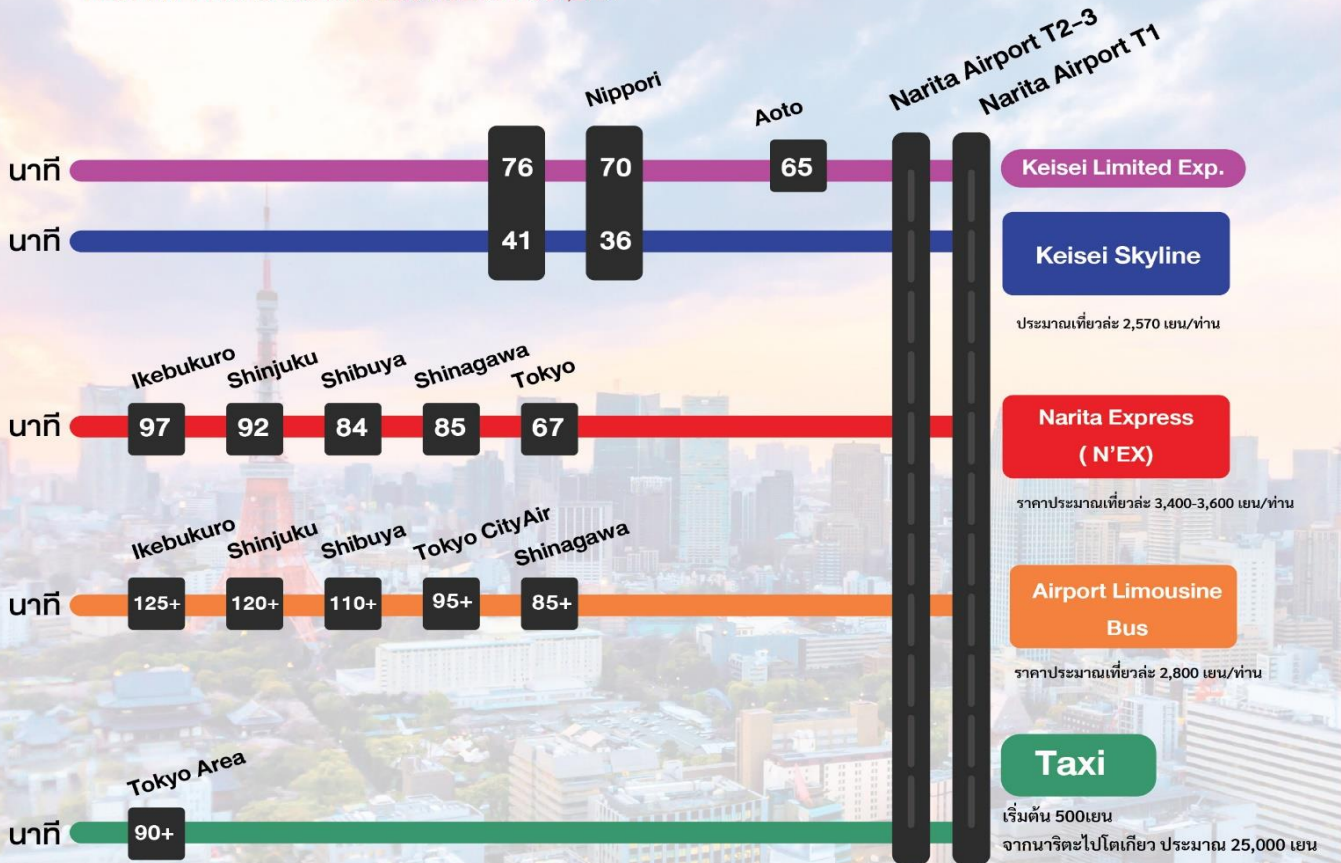 Narita Airport T2-3
Narita Airport T1
Nippori
Aoto
นาที
76
70
65
Keisei Limited Exp.
นาที
41
36
Keisei Skyline
ประมาณเที่ยวล่ะ 2,570 เยน/ท่าน
Ikebukuro
Shinjuku
Shibuya
Shinagawa
Tokyo
นาที
97
92
84
85
67
Narita Express
( N'EX)
ราคาประมาณเที่ยวล่ะ 3,400-3,600 เยน/ท่าน
Ikebukuro
Shinjuku
Shibuya
Tokyo CityAir
Shinagawa
นาที
125+
120+
110+
95+
85+
Airport Limousine
Bus
ราคาประมาณเที่ยวล่ะ 2,800 เยน/ท่าน
Tokyo Area
นาที
90+
Taxi
เริ่มต้น 500เยน
จากนาริตะไปโตเกียว ประมาณ 25,000 เยน